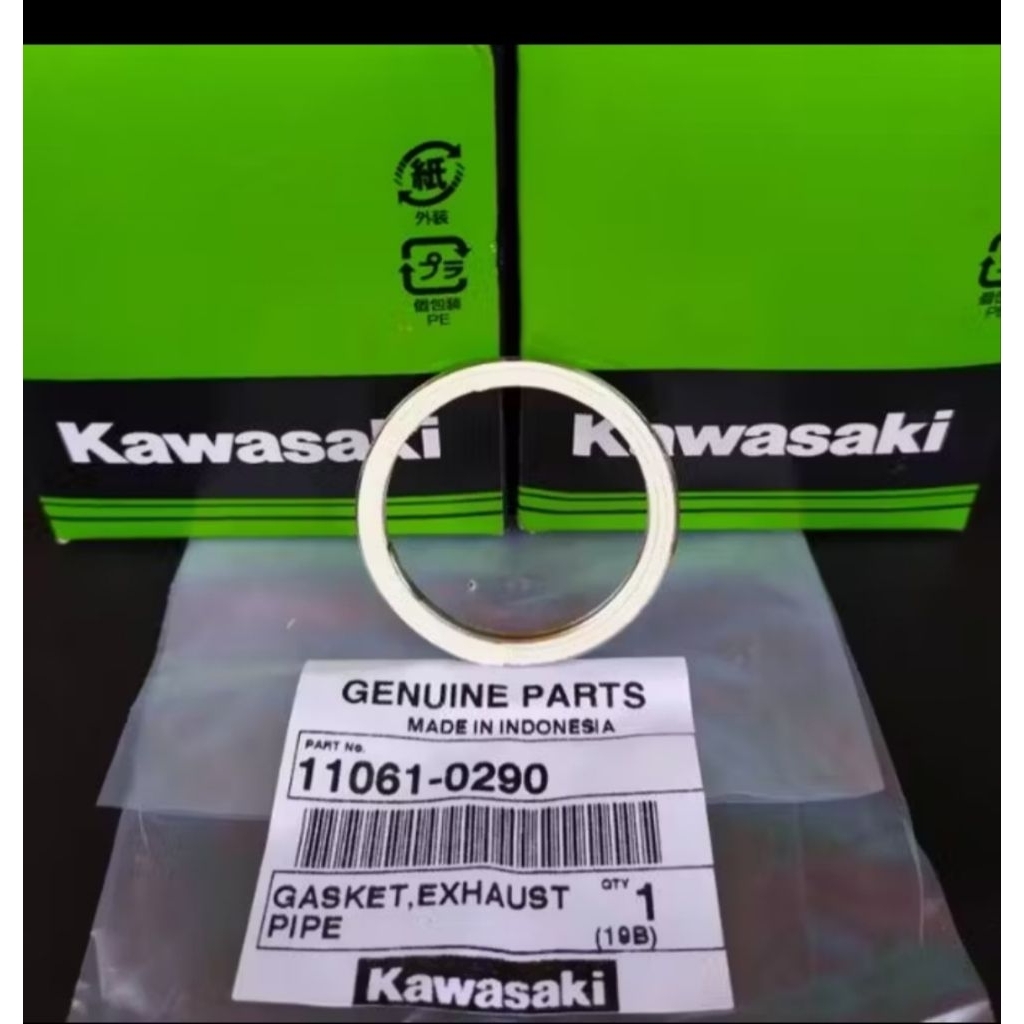 紙
外装
プラ
個包装
PE
Kawasaki
Kawasaki
GENUINE PARTS
MADE IN INDONESIA
PART No.
11061-0290
GASKET,EXHAUST
PIPE
QTY 1
(19B)
Kawasaki